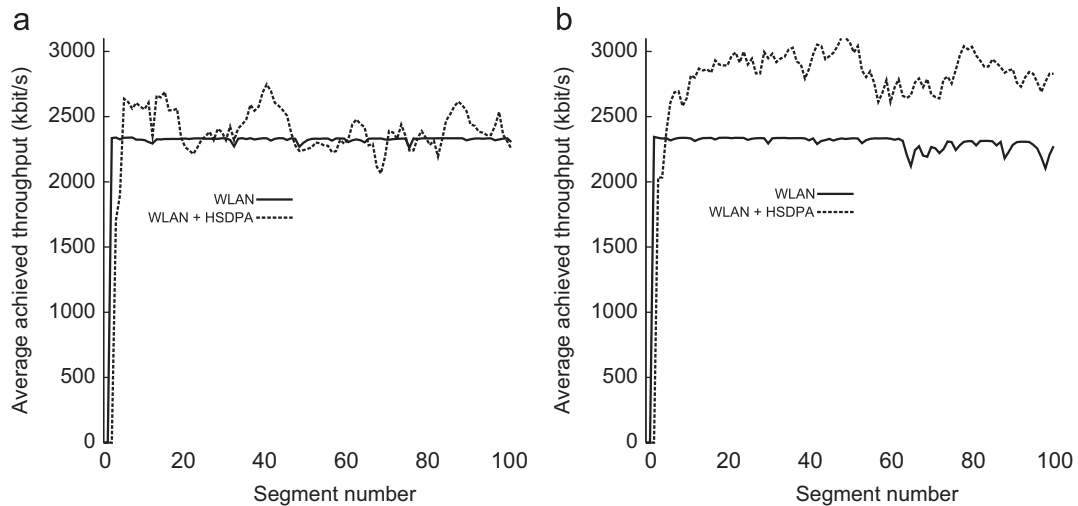 a
Average achieved throughput (kbit/s)
3000
2500
2000
1500
1000
500
0
WLAN
WLAN + HSDPA
0 20 40 60 80 100
Segment number
b
Average achieved throughput (kbit/s)
3000
2500
2000
1500
1000
500
0
WLAN
WLAN + HSDPA
0 20 40 60 80 100
Segment number